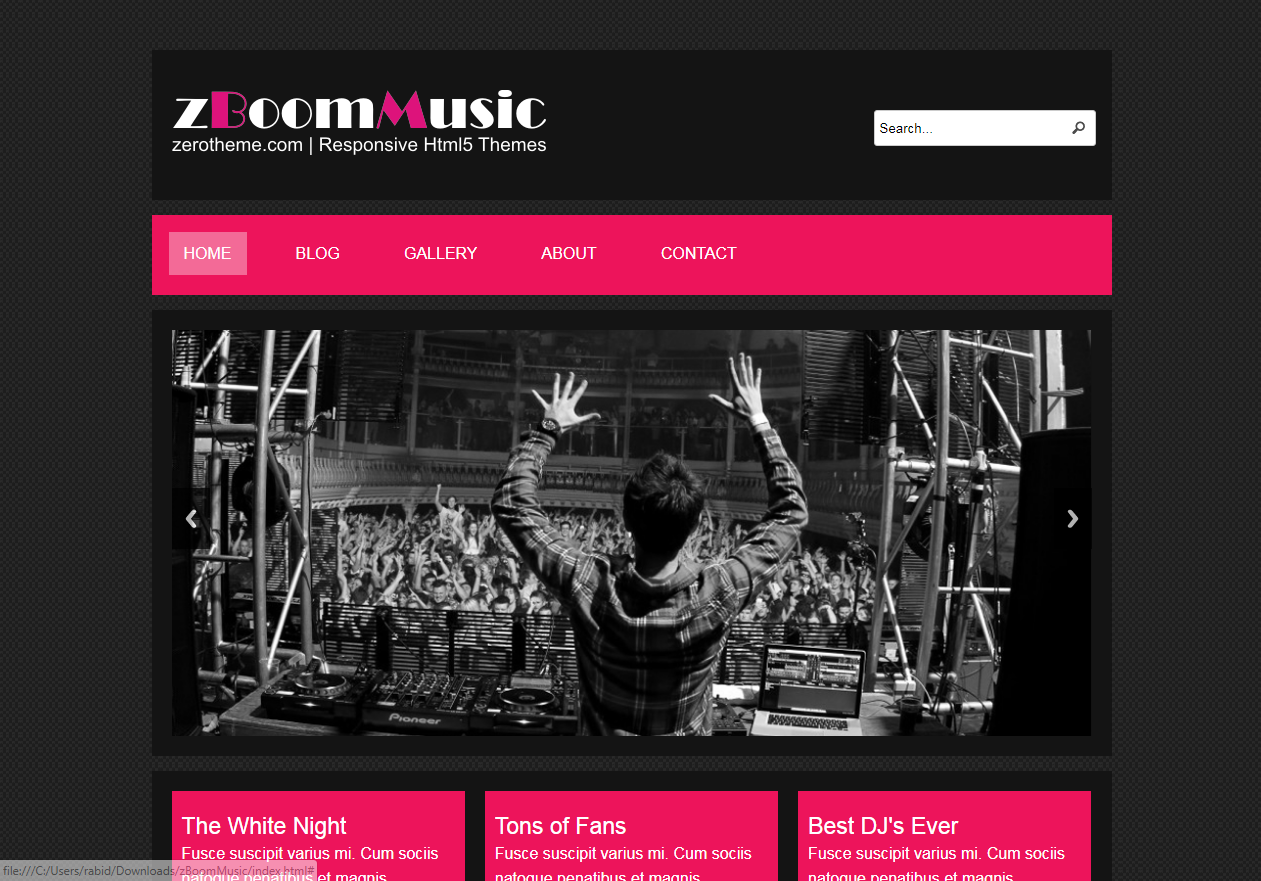 zBoomMusic
zerotheme.com | Responsive Html5 Themes
Search...
HOME BLOG GALLERY ABOUT CONTACT
Pioneer
The White Night
Fusce suscipit varius mi. Cum sociis
natoque penatibus et magnis
Tons of Fans
Fusce suscipit varius mi. Cum sociis
natoque penatibus et magnis
Best DJ's Ever
Fusce suscipit varius mi. Cum sociis
natoque penatibus et magnis
file:///C:/Users/rabid/Downloads/zBoomMusic/index.html#